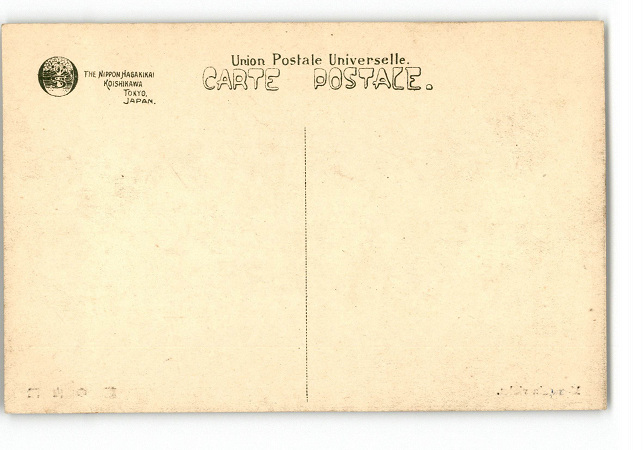 THE NIPPON HAGAKIKAI
KOISHIKAWA
TOKYO,
JAPAN.
Union Postale Universelle.
CARTE POSTALE.